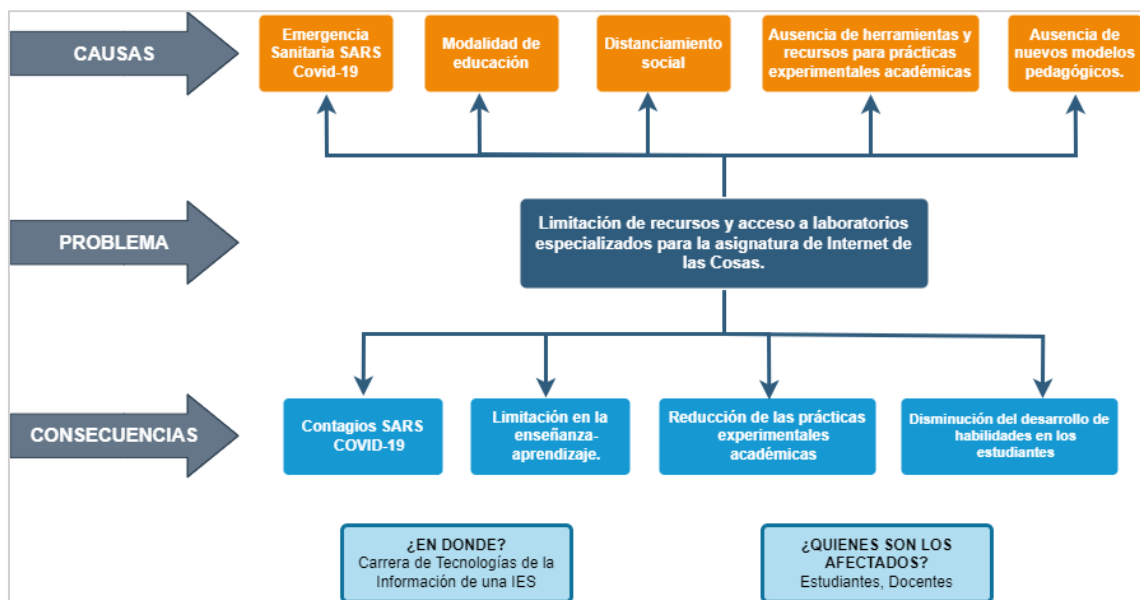 CAUSAS
Emergencia
Sanitaria SARS
Covid-19
Modalidad de
educación
Distanciamiento
social
Ausencia de herramientas y
recursos para prácticas
experimentales académicas
Ausencia de
nuevos modelos
pedagógicos.
PROBLEMA
Limitación de recursos y acceso a laboratorios
especializados para la asignatura de Internet de
las Cosas.
CONSECUENCIAS
Contagios SARS
COVID-19
Limitación en la
enseñanza-
aprendizaje.
Reducción de las prácticas
experimentales
académicas
Disminución del desarrollo de
habilidades en los
estudiantes
¿EN DONDE?
Carrera de Tecnologías de la
Información de una IES
¿QUIENES SON LOS
AFECTADOS?
Estudiantes, Docentes